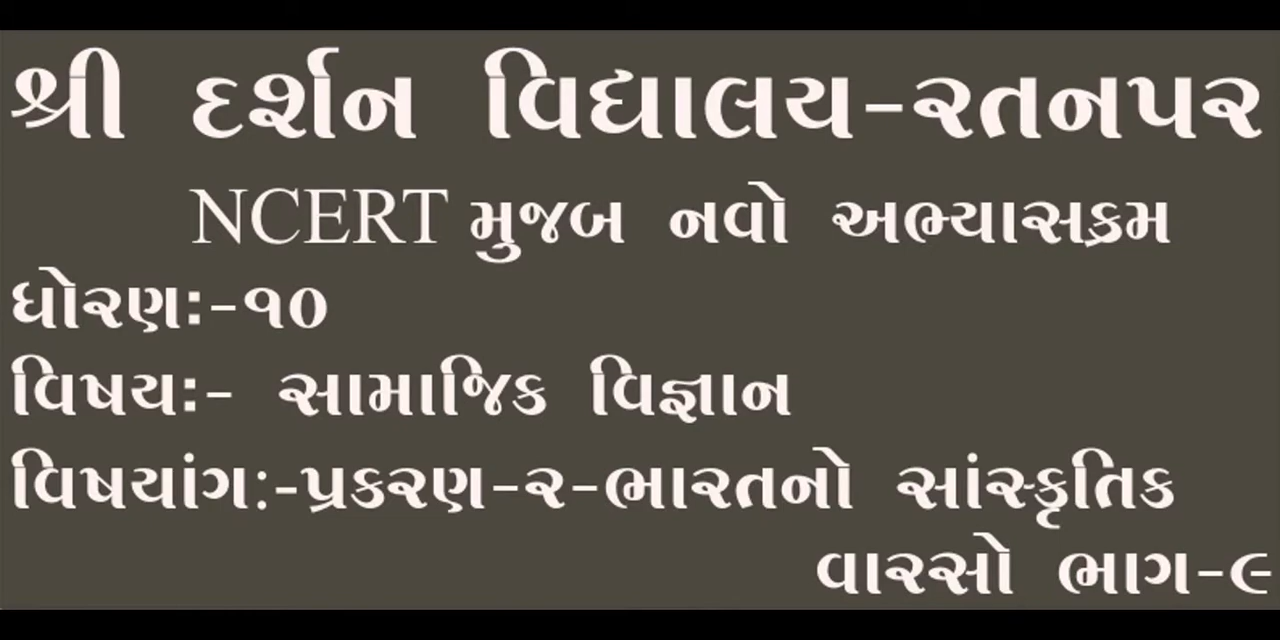 શ્રી દર્શન વિદ્યાલય-રતનપર
NCERT મુજબ નવો અભ્યાસક્રમ
ધોરણઃ-૧૦
વિષયઃ- સામાજિક વિજ્ઞાન
વિષયાંગ:-પ્રકરણ-૨-ભારતનો સાંસ્કૃતિક
વારસો ભાગ-૯